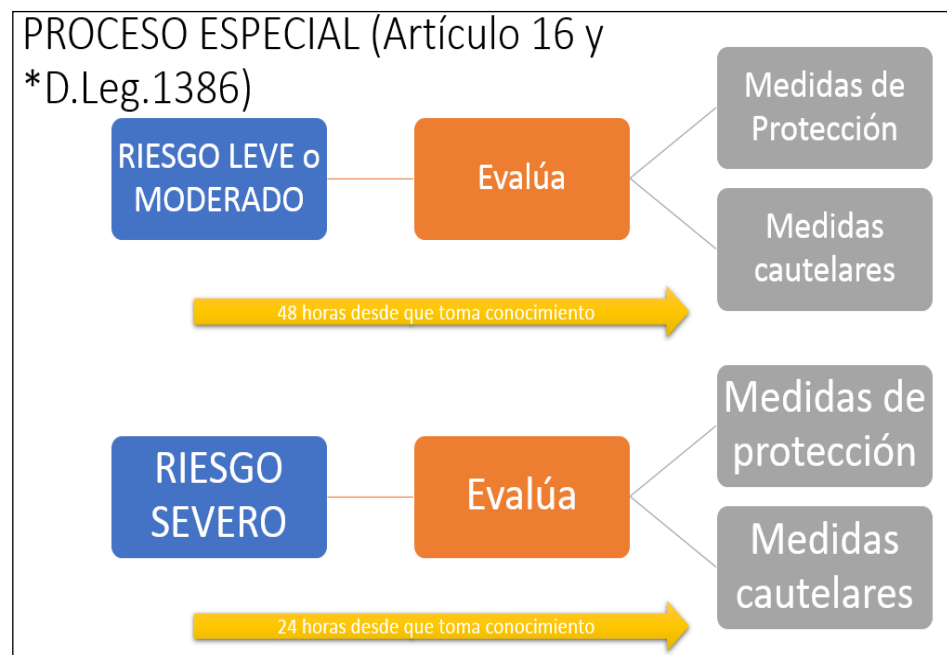 PROCESO ESPECIAL (Artículo 16 y
*D.Leg.1386)
RIESGO LEVE o
MODERADO
Evalúa
Medidas de
Protección
Medidas
cautelares
48 horas desde que toma conocimiento
RIESGO
SEVERO
Evalúa
Medidas de
protección
Medidas
cautelares
24 horas desde que toma conocimiento